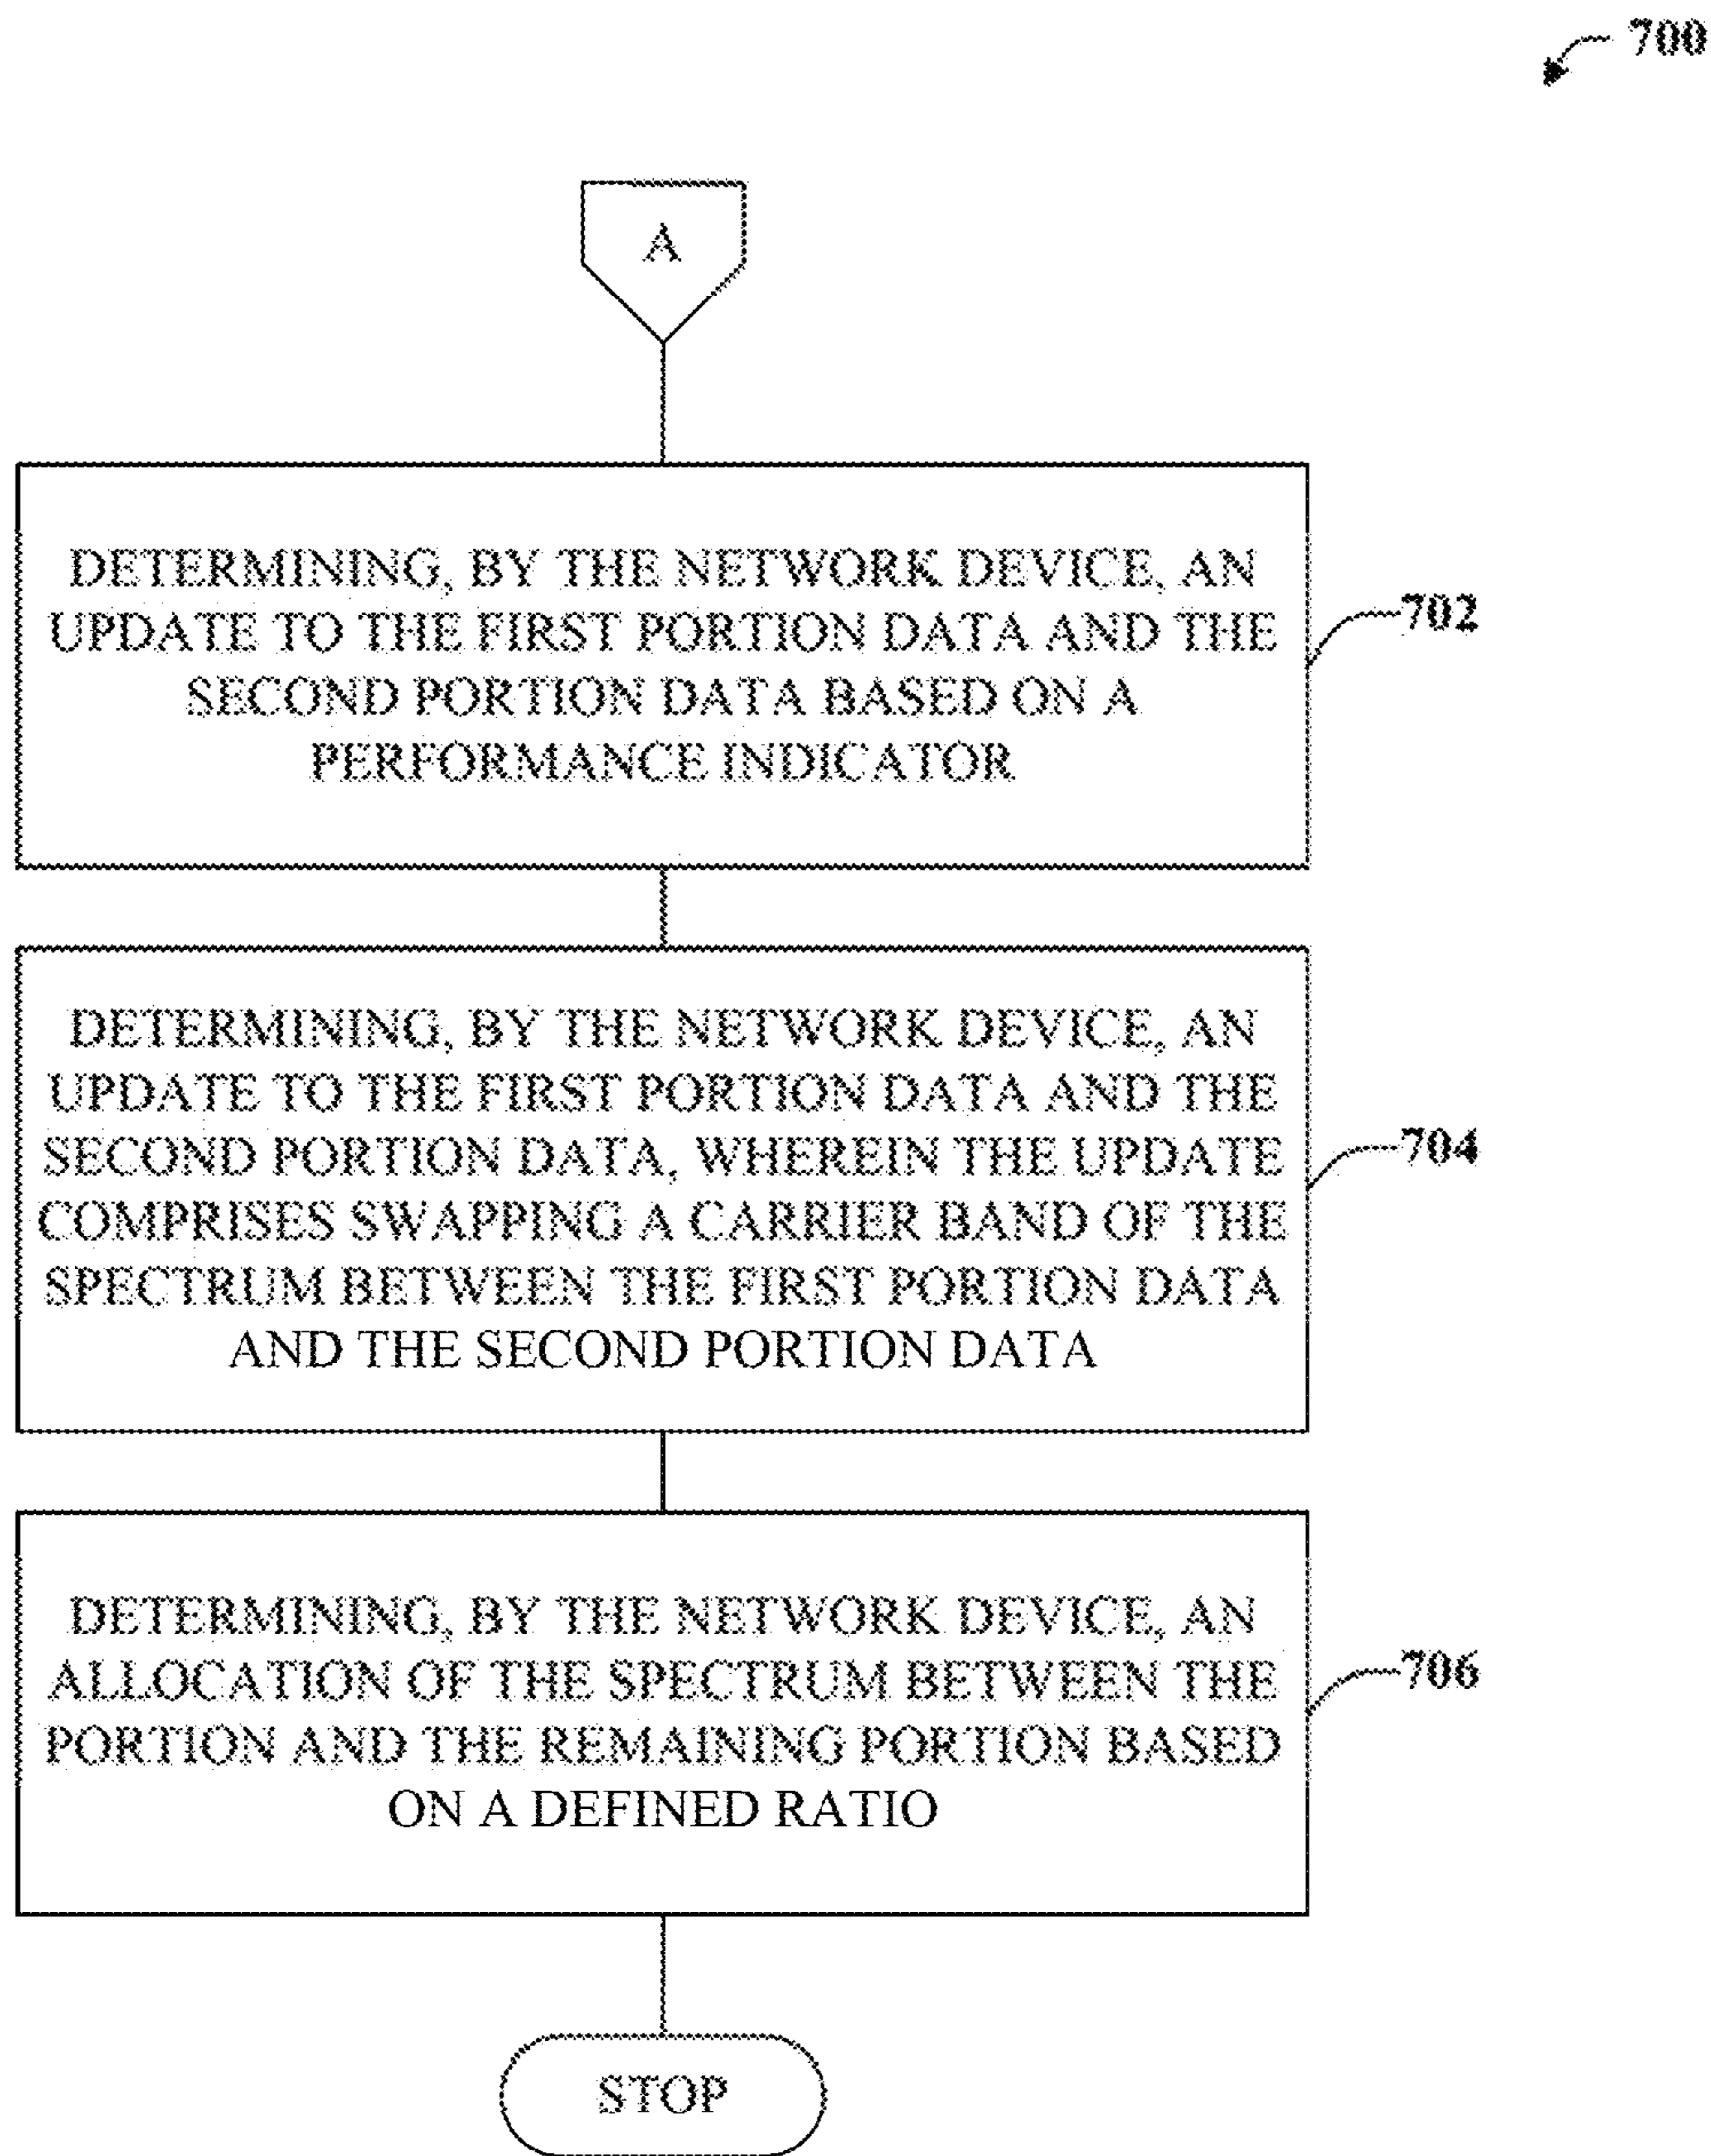 700
A
DETERMINING, BY THE NETWORK DEVICE, AN
UPDATE TO THE FIRST PORTION DATA AND THE
SECOND PORTION DATA BASED ON A
PERFORMANCE INDICATOR
702
DETERMINING, BY THE NETWORK DEVICE, AN
UPDATE TO THE FIRST PORTION DATA AND THE
SECOND PORTION DATA, WHEREIN THE UPDATE
COMPRISES SWAPPING A CARRIER BAND OF THE
SPECTRUM BETWEEN THE FIRST PORTION DATA
AND THE SECOND PORTION DATA
704
DETERMINING, BY THE NETWORK DEVICE, AN
ALLOCATION OF THE SPECTRUM BETWEEN THE
PORTION AND THE REMAINING PORTION BASED
ON A DEFINED RATIO
706
STOP